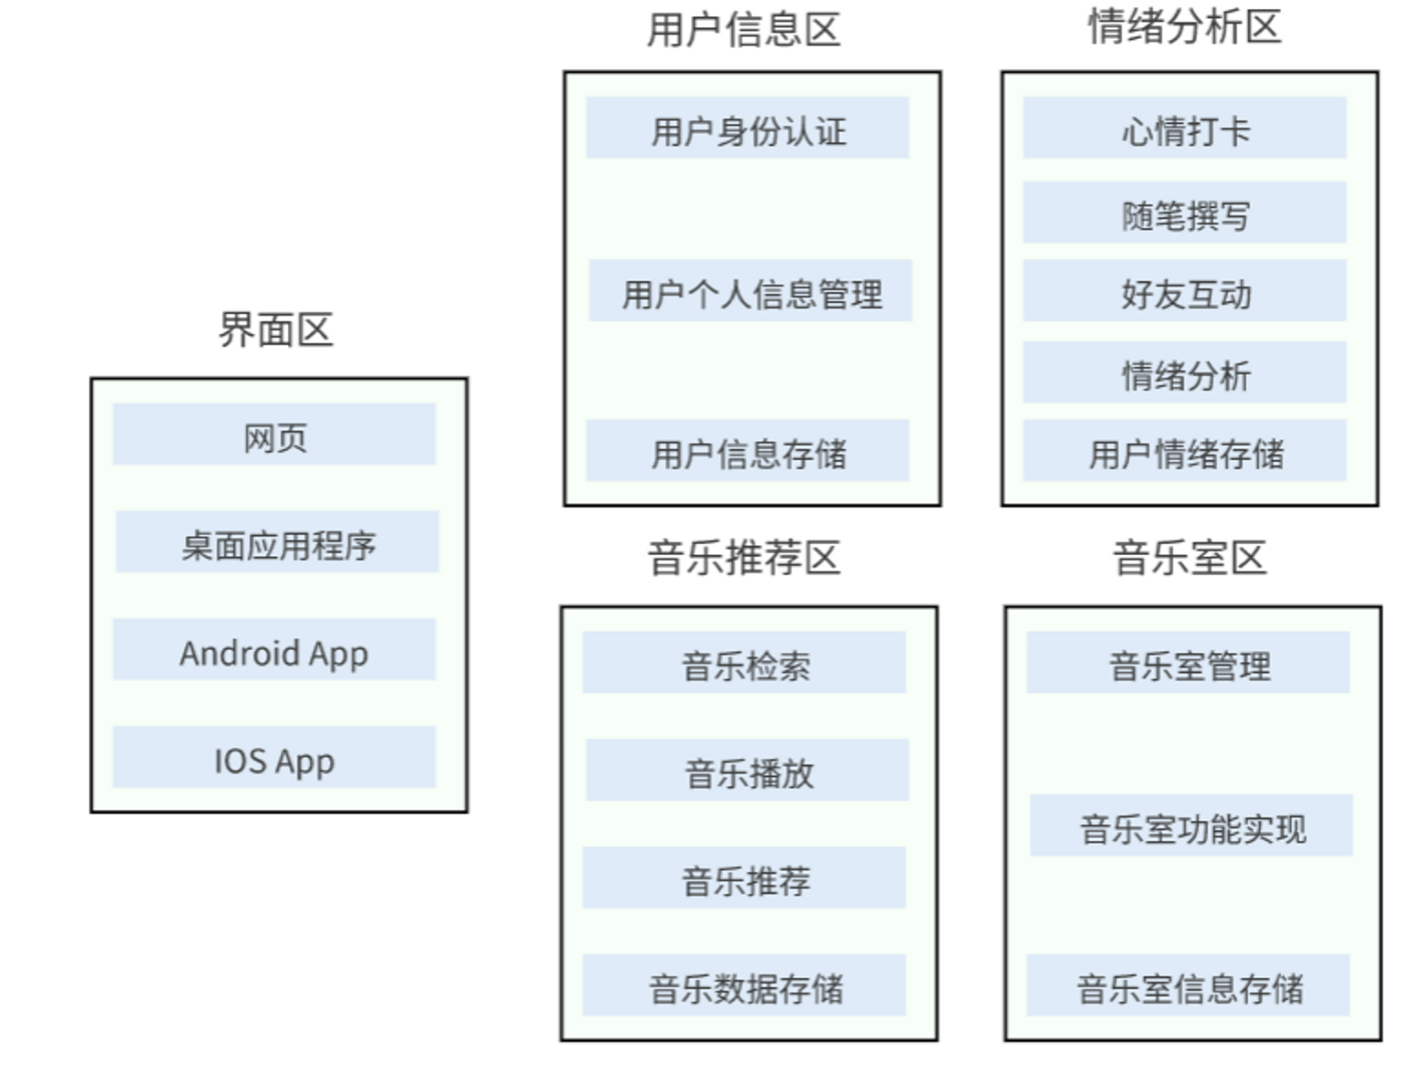 界面区
网页
桌面应用程序
Android App
IOS App
用户信息区
用户身份认证
用户个人信息管理
用户信息存储
情绪分析区
心情打卡
随笔撰写
好友互动
情绪分析
用户情绪存储
音乐推荐区
音乐检索
音乐播放
音乐推荐
音乐数据存储
音乐室区
音乐室管理
音乐室功能实现
音乐室信息存储